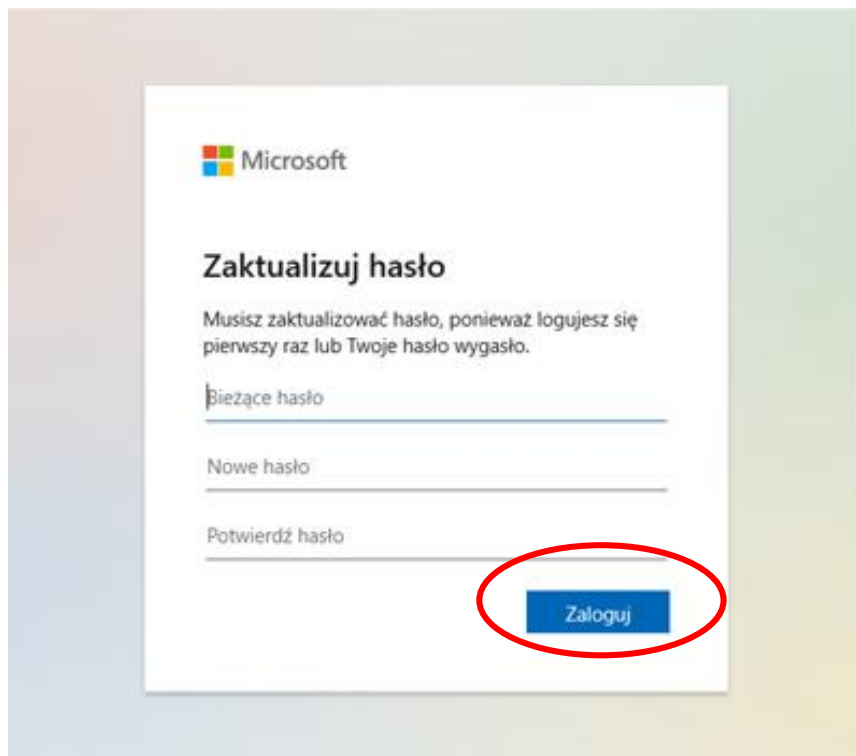 Microsoft
Zaktualizuj hasło
Musisz zaktualizować hasło, ponieważ logujesz się
pierwszy raz lub Twoje hasło wygasło.
Bieżące hasło
Nowe hasło
Potwierdź hasło
Zaloguj